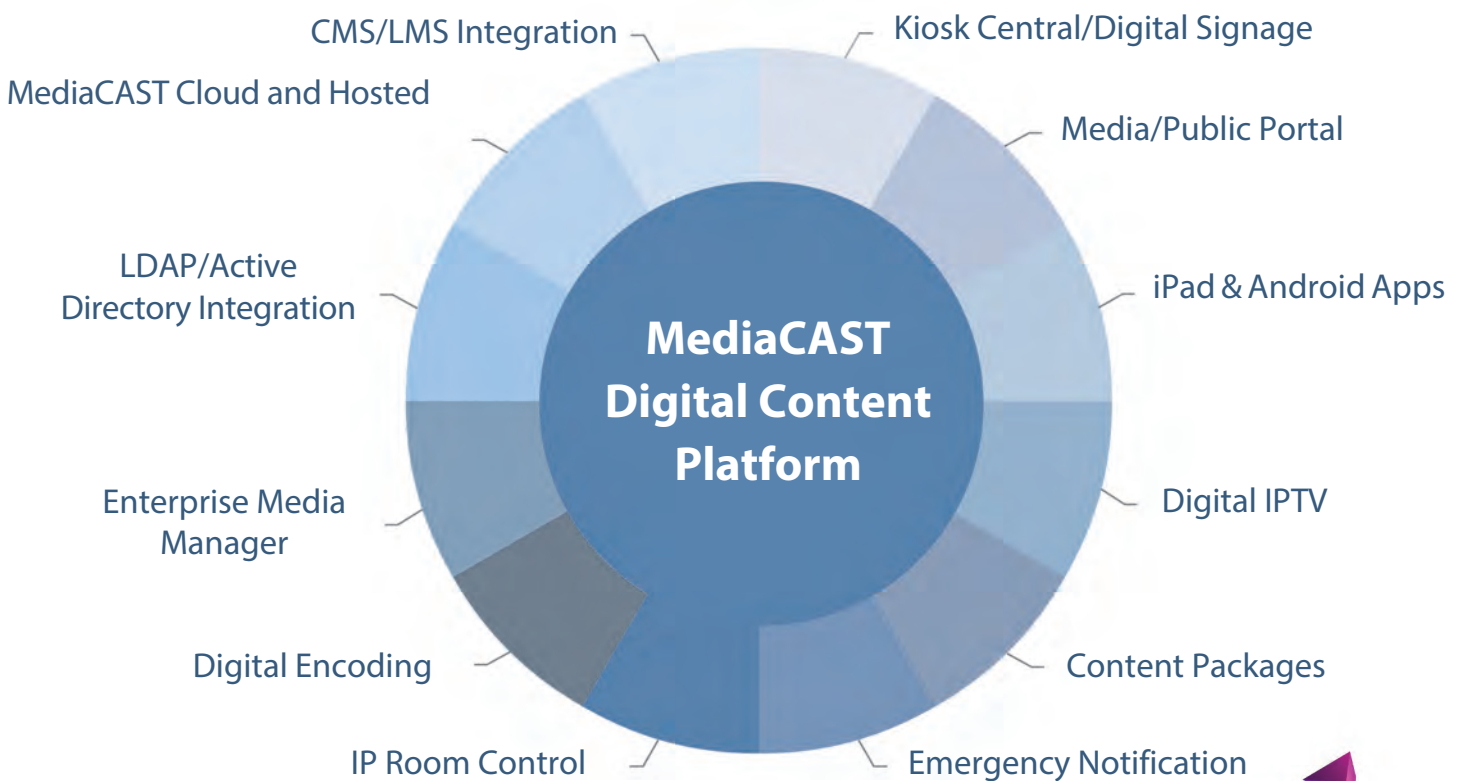 CMS/LMS Integration
Kiosk Central/Digital Signage
MediaCAST Cloud and Hosted
Media/Public Portal
LDAP/Active
Directory Integration
iPad & Android Apps
MediaCAST
Digital Content
Platform
Enterprise Media
Manager
Digital IPTV
Digital Encoding
Content Packages
IP Room Control
Emergency Notification